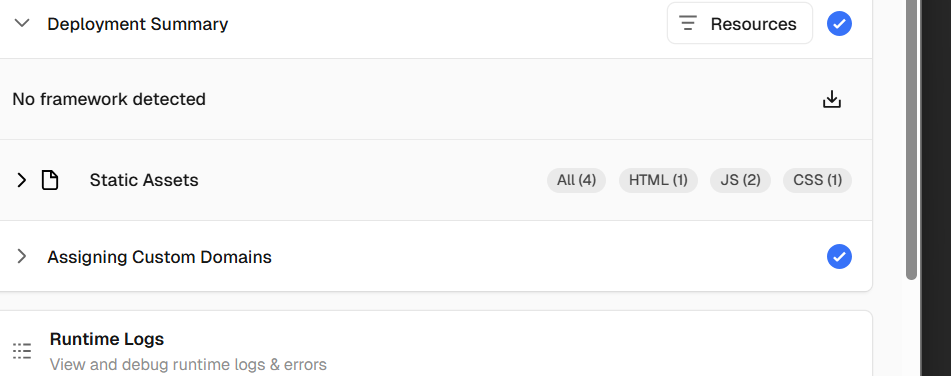 Deployment Summary
Resources
No framework detected
Static Assets
All (4)
HTML (1)
JS (2)
CSS (1)
Assigning Custom Domains
Runtime Logs
View and debug runtime logs & errors